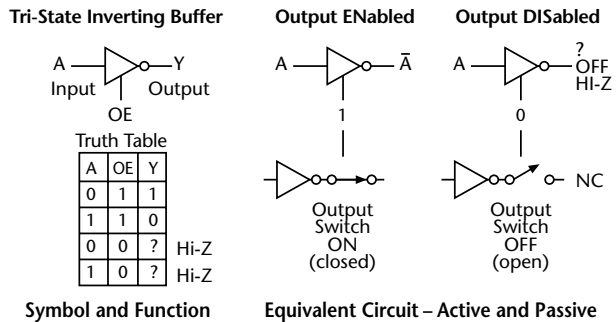 Tri-State Inverting Buffer
A Y
Input Output
OE
Truth Table
A OE Y
0 1 1
1 1 0
0 0 ? Hi-Z
1 0 ? Hi-Z
Symbol and Function
Output ENabled
A Ā
1
Output
Switch
ON
(closed)
Output DISabled
?
A OFF
HI-Z
0
NC
Output
Switch
OFF
(open)
Equivalent Circuit – Active and Passive